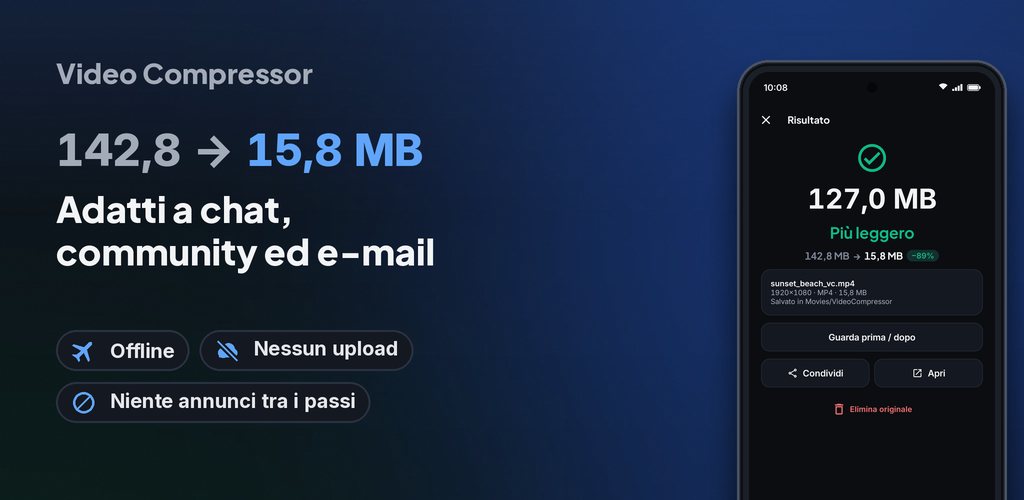 Video Compressor
142,8 → 15,8 MB
Adatti a chat,
community ed e-mail
Offline
Nessun upload
Niente annunci tra i passi
10:08
Risultato
127,0 MB
Più leggero
142,8 MB → 15,8 MB −89%
sunset_beach_vc.mp4
1920×1080 · MP4 · 15,8 MB
Salvato in Movies/VideoCompressor
Guarda prima / dopo
Condividi
Apri
Elimina originale